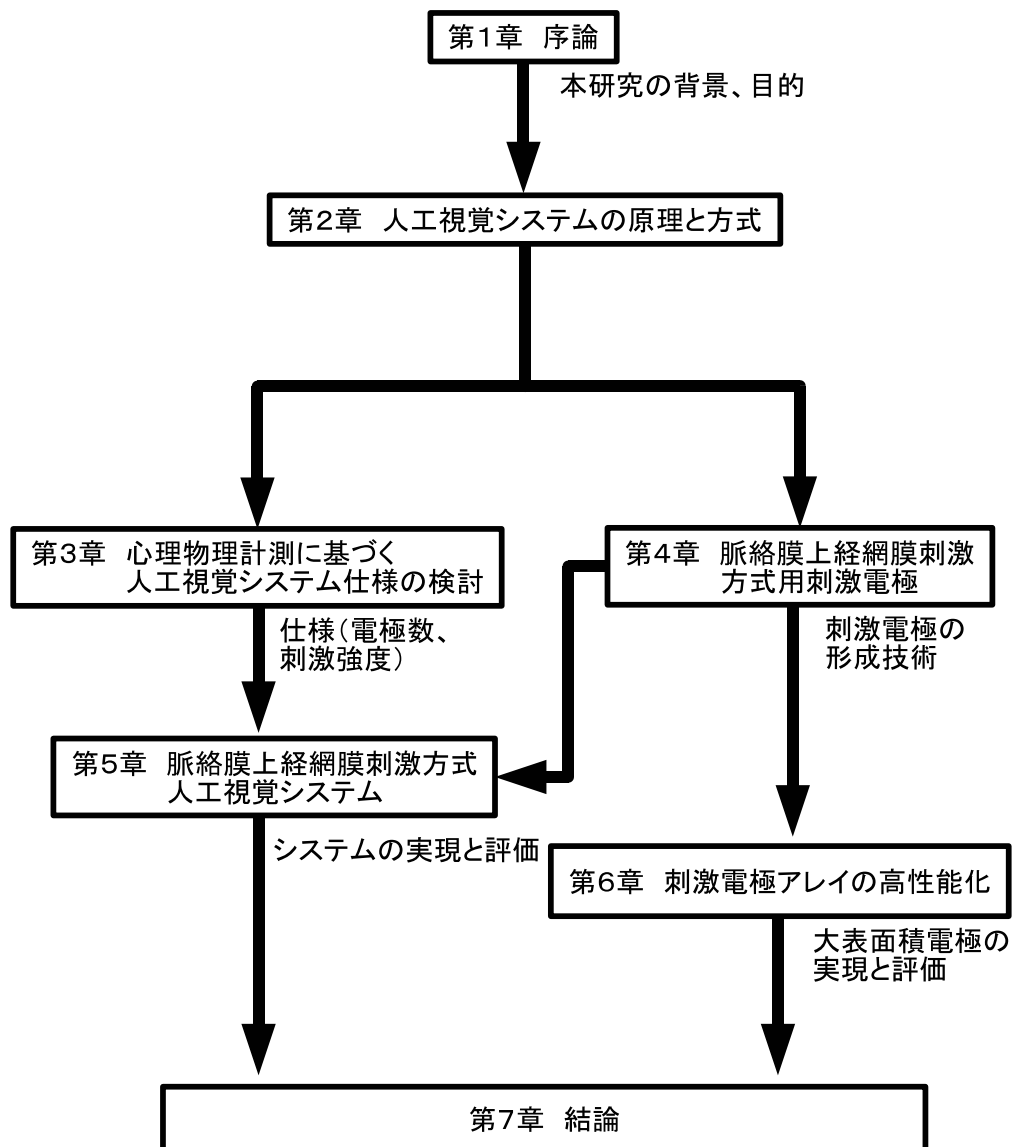 第1章 序論
本研究の背景、目的
第2章 人工視覚システムの原理と方式
第3章 心理物理計測に基づく
人工視覚システム仕様の検討
第4章 脈絡膜上経網膜刺激
方式用刺激電極
仕様(電極数、
刺激強度)
刺激電極の
形成技術
第5章 脈絡膜上経網膜刺激方式
人工視覚システム
システムの実現と評価
第6章 刺激電極アレイの高性能化
大表面積電極の
実現と評価
第7章 結論